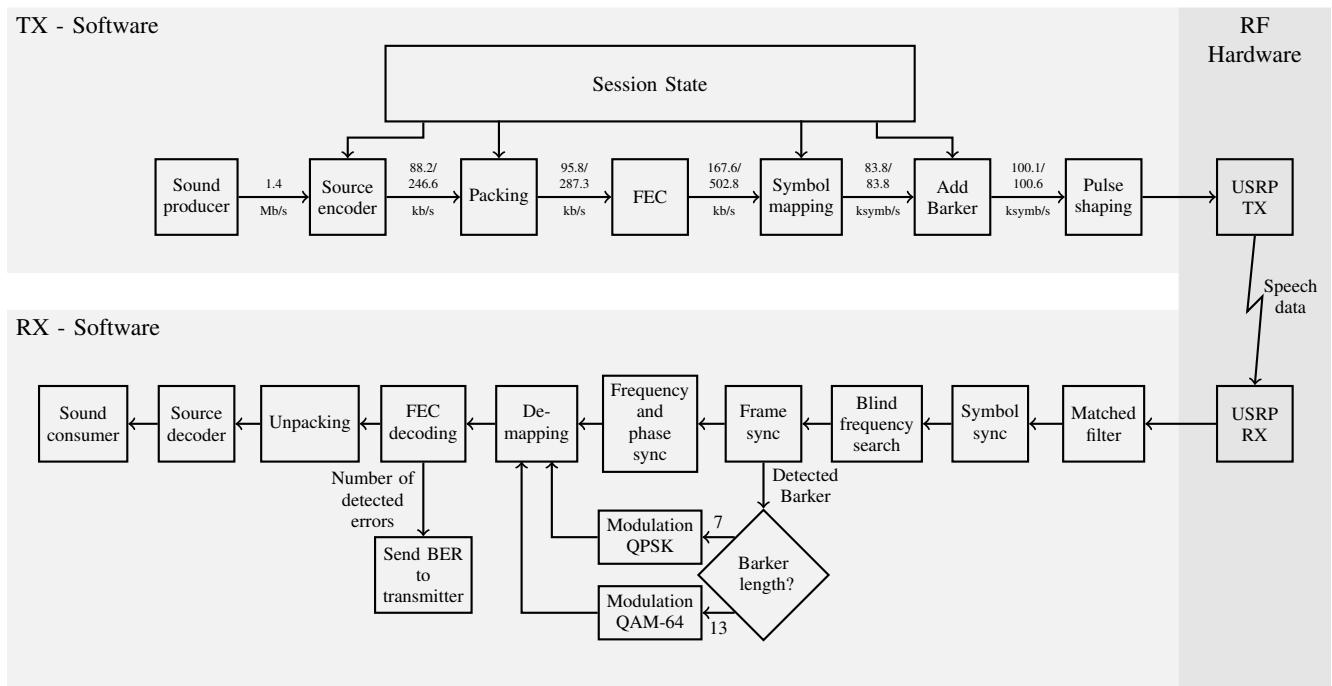 TX - Software
RF
Hardware
Session State
Sound
producer
1.4
Mb/s
Source
encoder
88.2/
246.6
kb/s
Packing
95.8/
287.3
kb/s
FEC
167.6/
502.8
kb/s
Symbol
mapping
83.8/
83.8
ksymb/s
Add
Barker
100.1/
100.6
ksymb/s
Pulse
shaping
USRP
TX
Speech
data
RX - Software
Sound
consumer
Source
decoder
Unpacking
FEC
decoding
De-
mapping
Frequency
and
phase
sync
Frame
sync
Blind
frequency
search
Symbol
sync
Matched
filter
USRP
RX
Number of
detected
errors
Detected
Barker
Send BER
to
transmitter
Modulation
QPSK
7
Barker
length?
Modulation
QAM-64
13